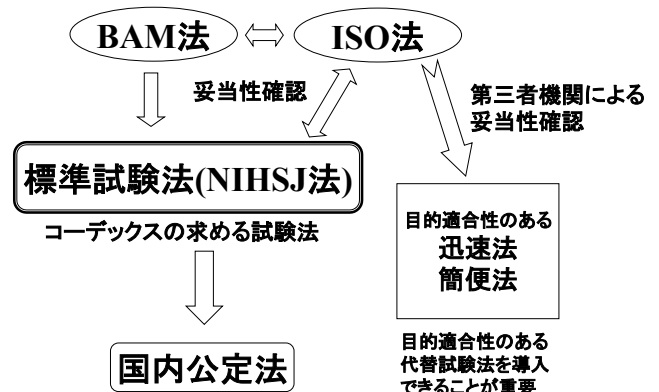 BAM法
ISO法
妥当性確認
第三者機関による
妥当性確認
標準試験法(NIHSJ法)
コーデックスの求める試験法
目的適合性のある
迅速法
簡便法
国内公定法
目的適合性のある
代替試験法を導入
できることが重要